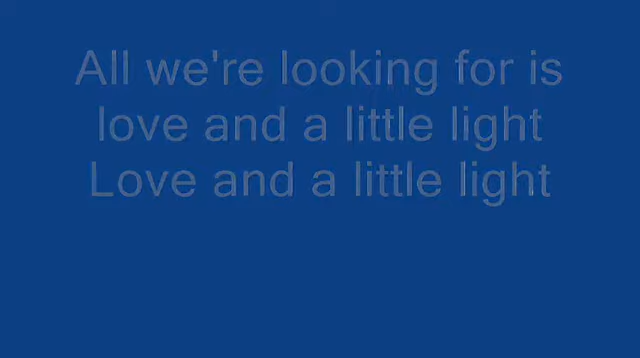 All we're looking for is
love and a little light
Love and a little light